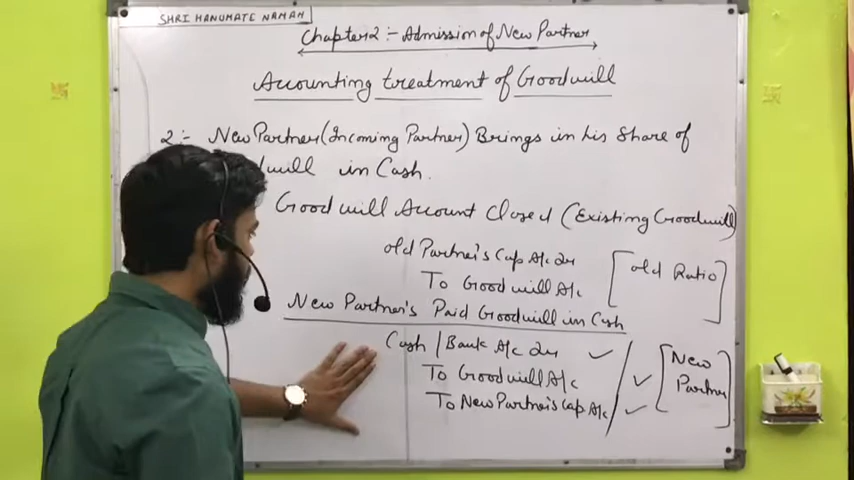 SHRI HANUMATE NAMAH
Chapter 2 :- Admission of New Partner
Accounting treatment of Goodwill
2:- New Partner (Incoming Partner) Brings in his Share of
dwill in Cash.
Goodwill Account Closed (Existing Goodwill)
old Partner's Cap A/c Dr
To Goodwill A/c
[old Ratio]
New Partner's Paid Goodwill in Cash
Cash / Bank A/c Dr
To Goodwill A/c
To New Partner's Cap A/c
[New
Partner]